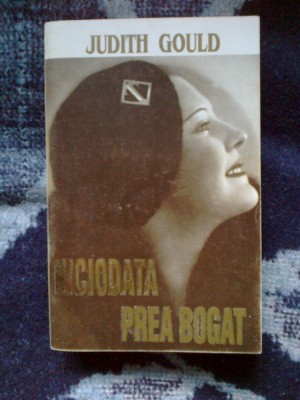 JUDITH GOULD
NICIODATA
PREA BOGAT